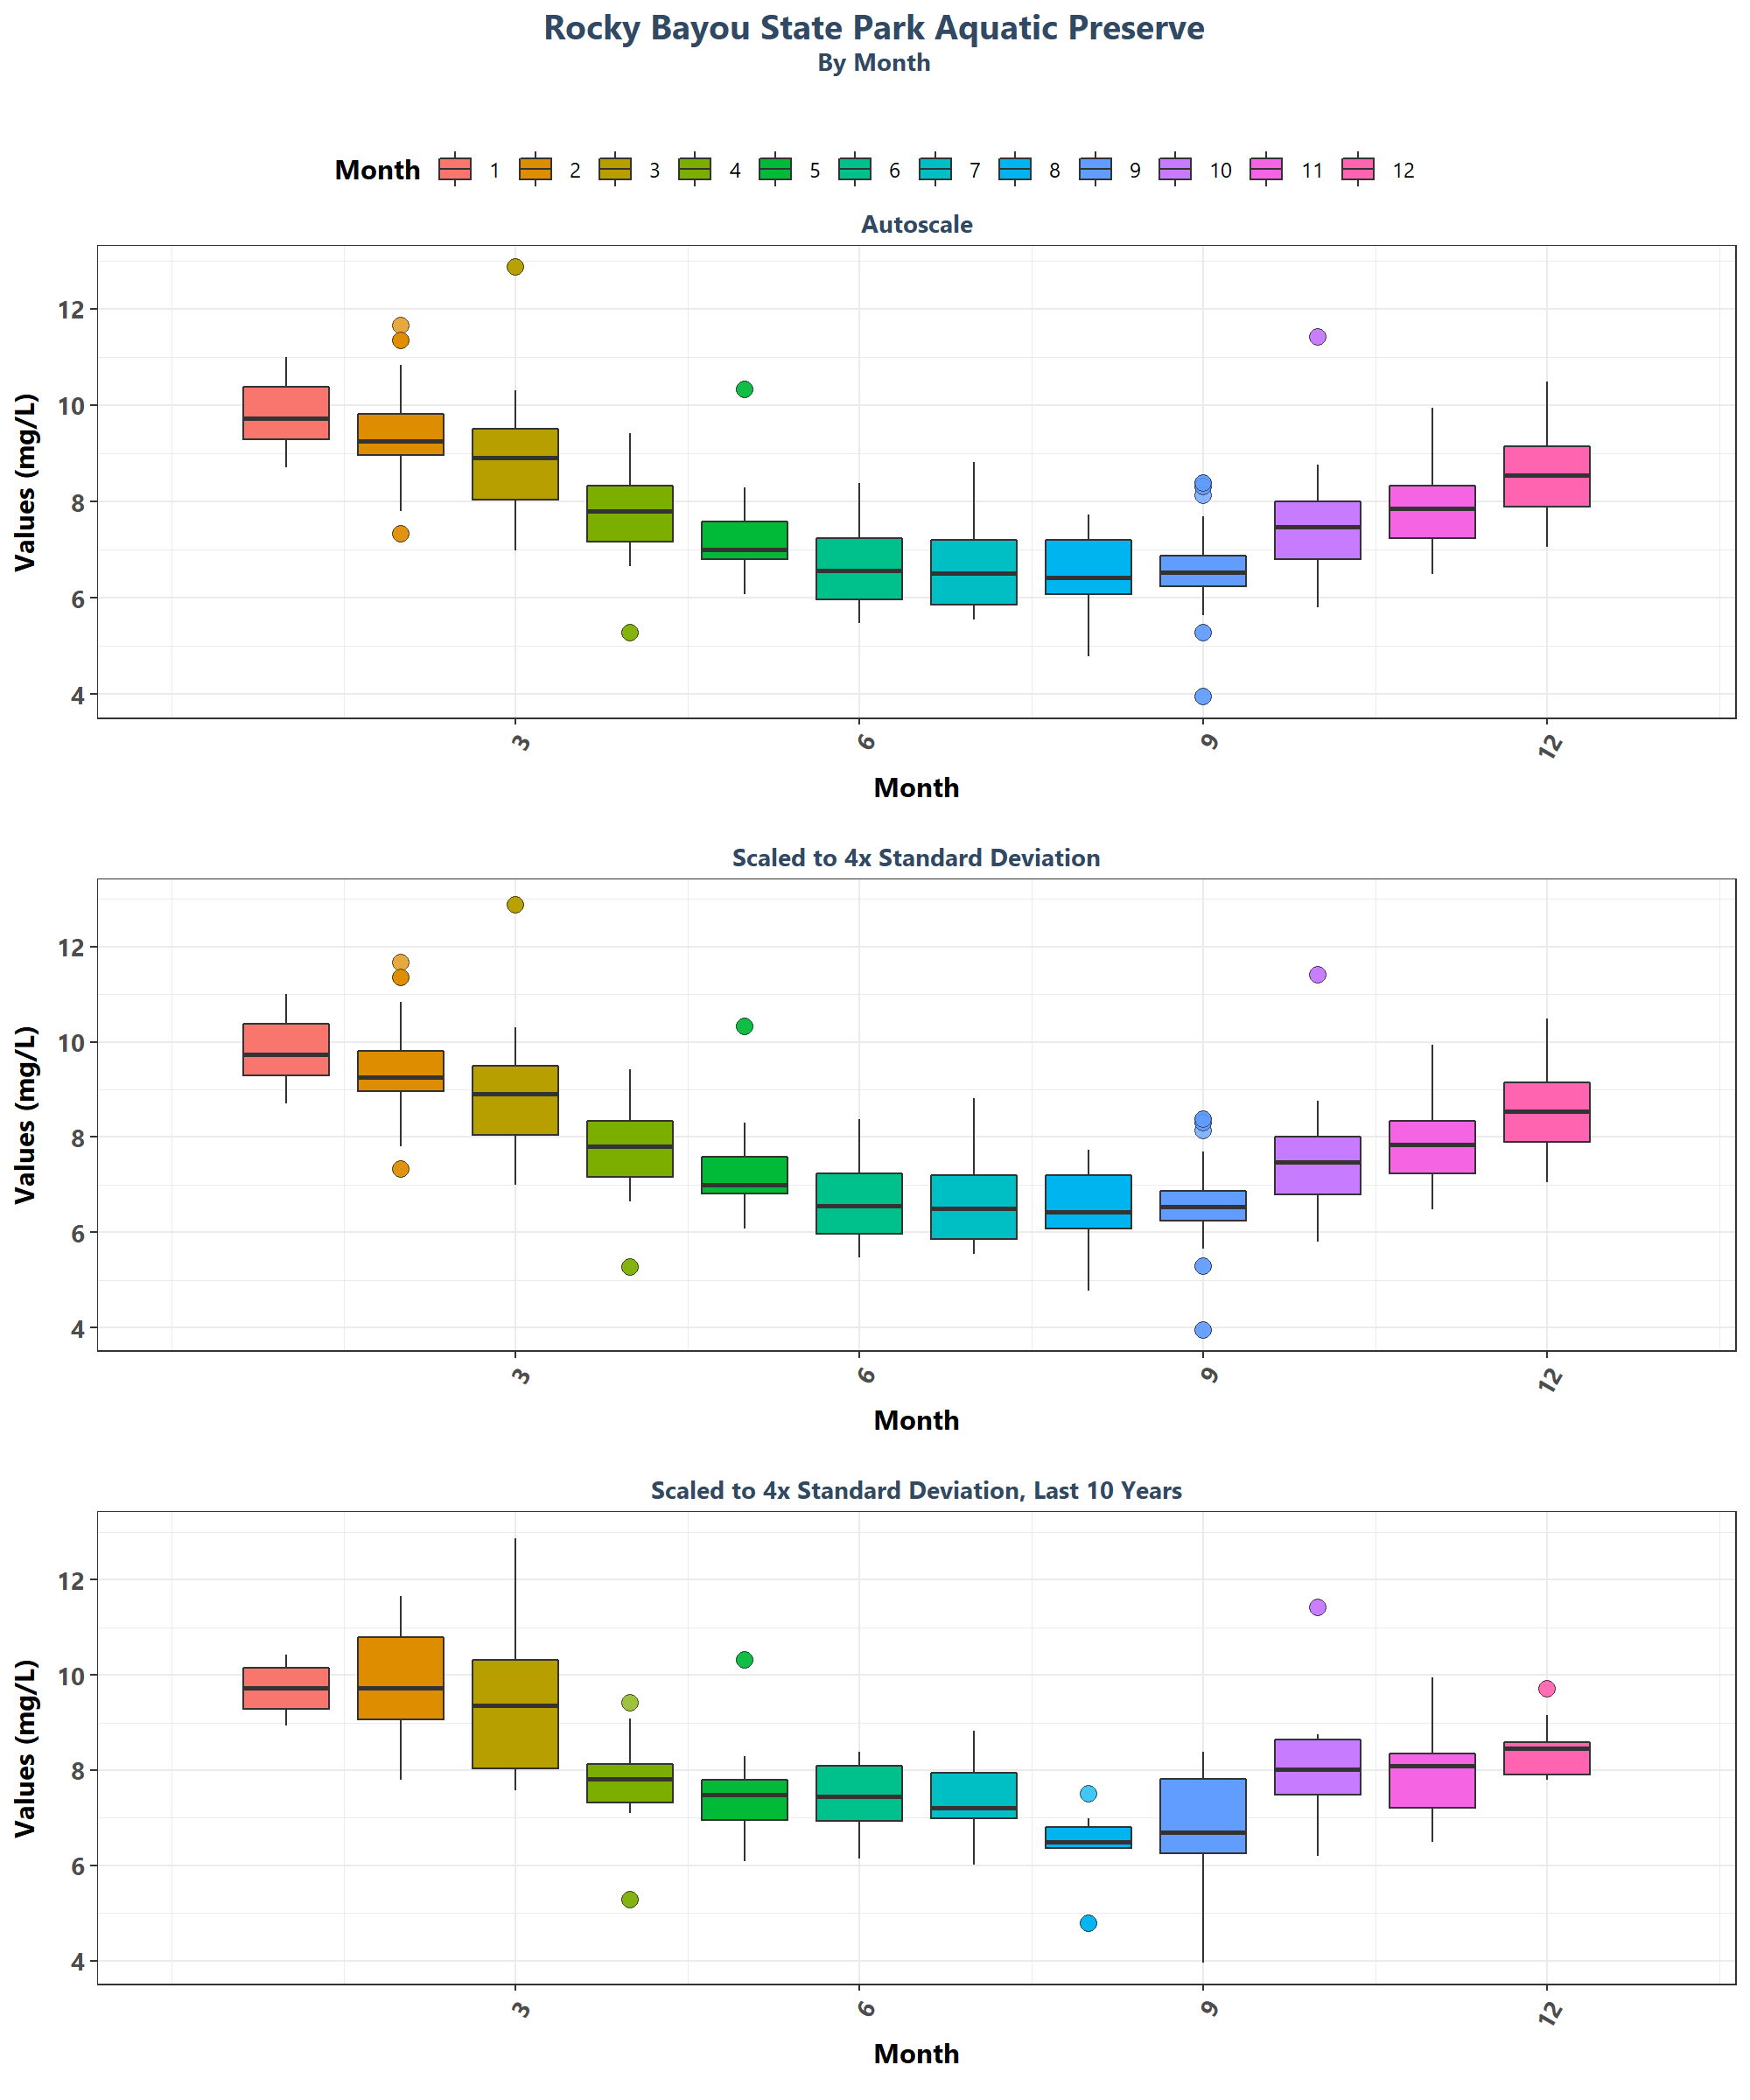 Rocky Bayou State Park Aquatic Preserve
By Month
Month 1 2 3 4 5 6 7 8 9 10 11 12
Autoscale
Values (mg/L)
12
10
8
6
4
3 6 9 12
Month
Scaled to 4x Standard Deviation
Values (mg/L)
12
10
8
6
4
3 6 9 12
Month
Scaled to 4x Standard Deviation, Last 10 Years
Values (mg/L)
12
10
8
6
4
3 6 9 12
Month